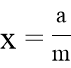 x = a/m